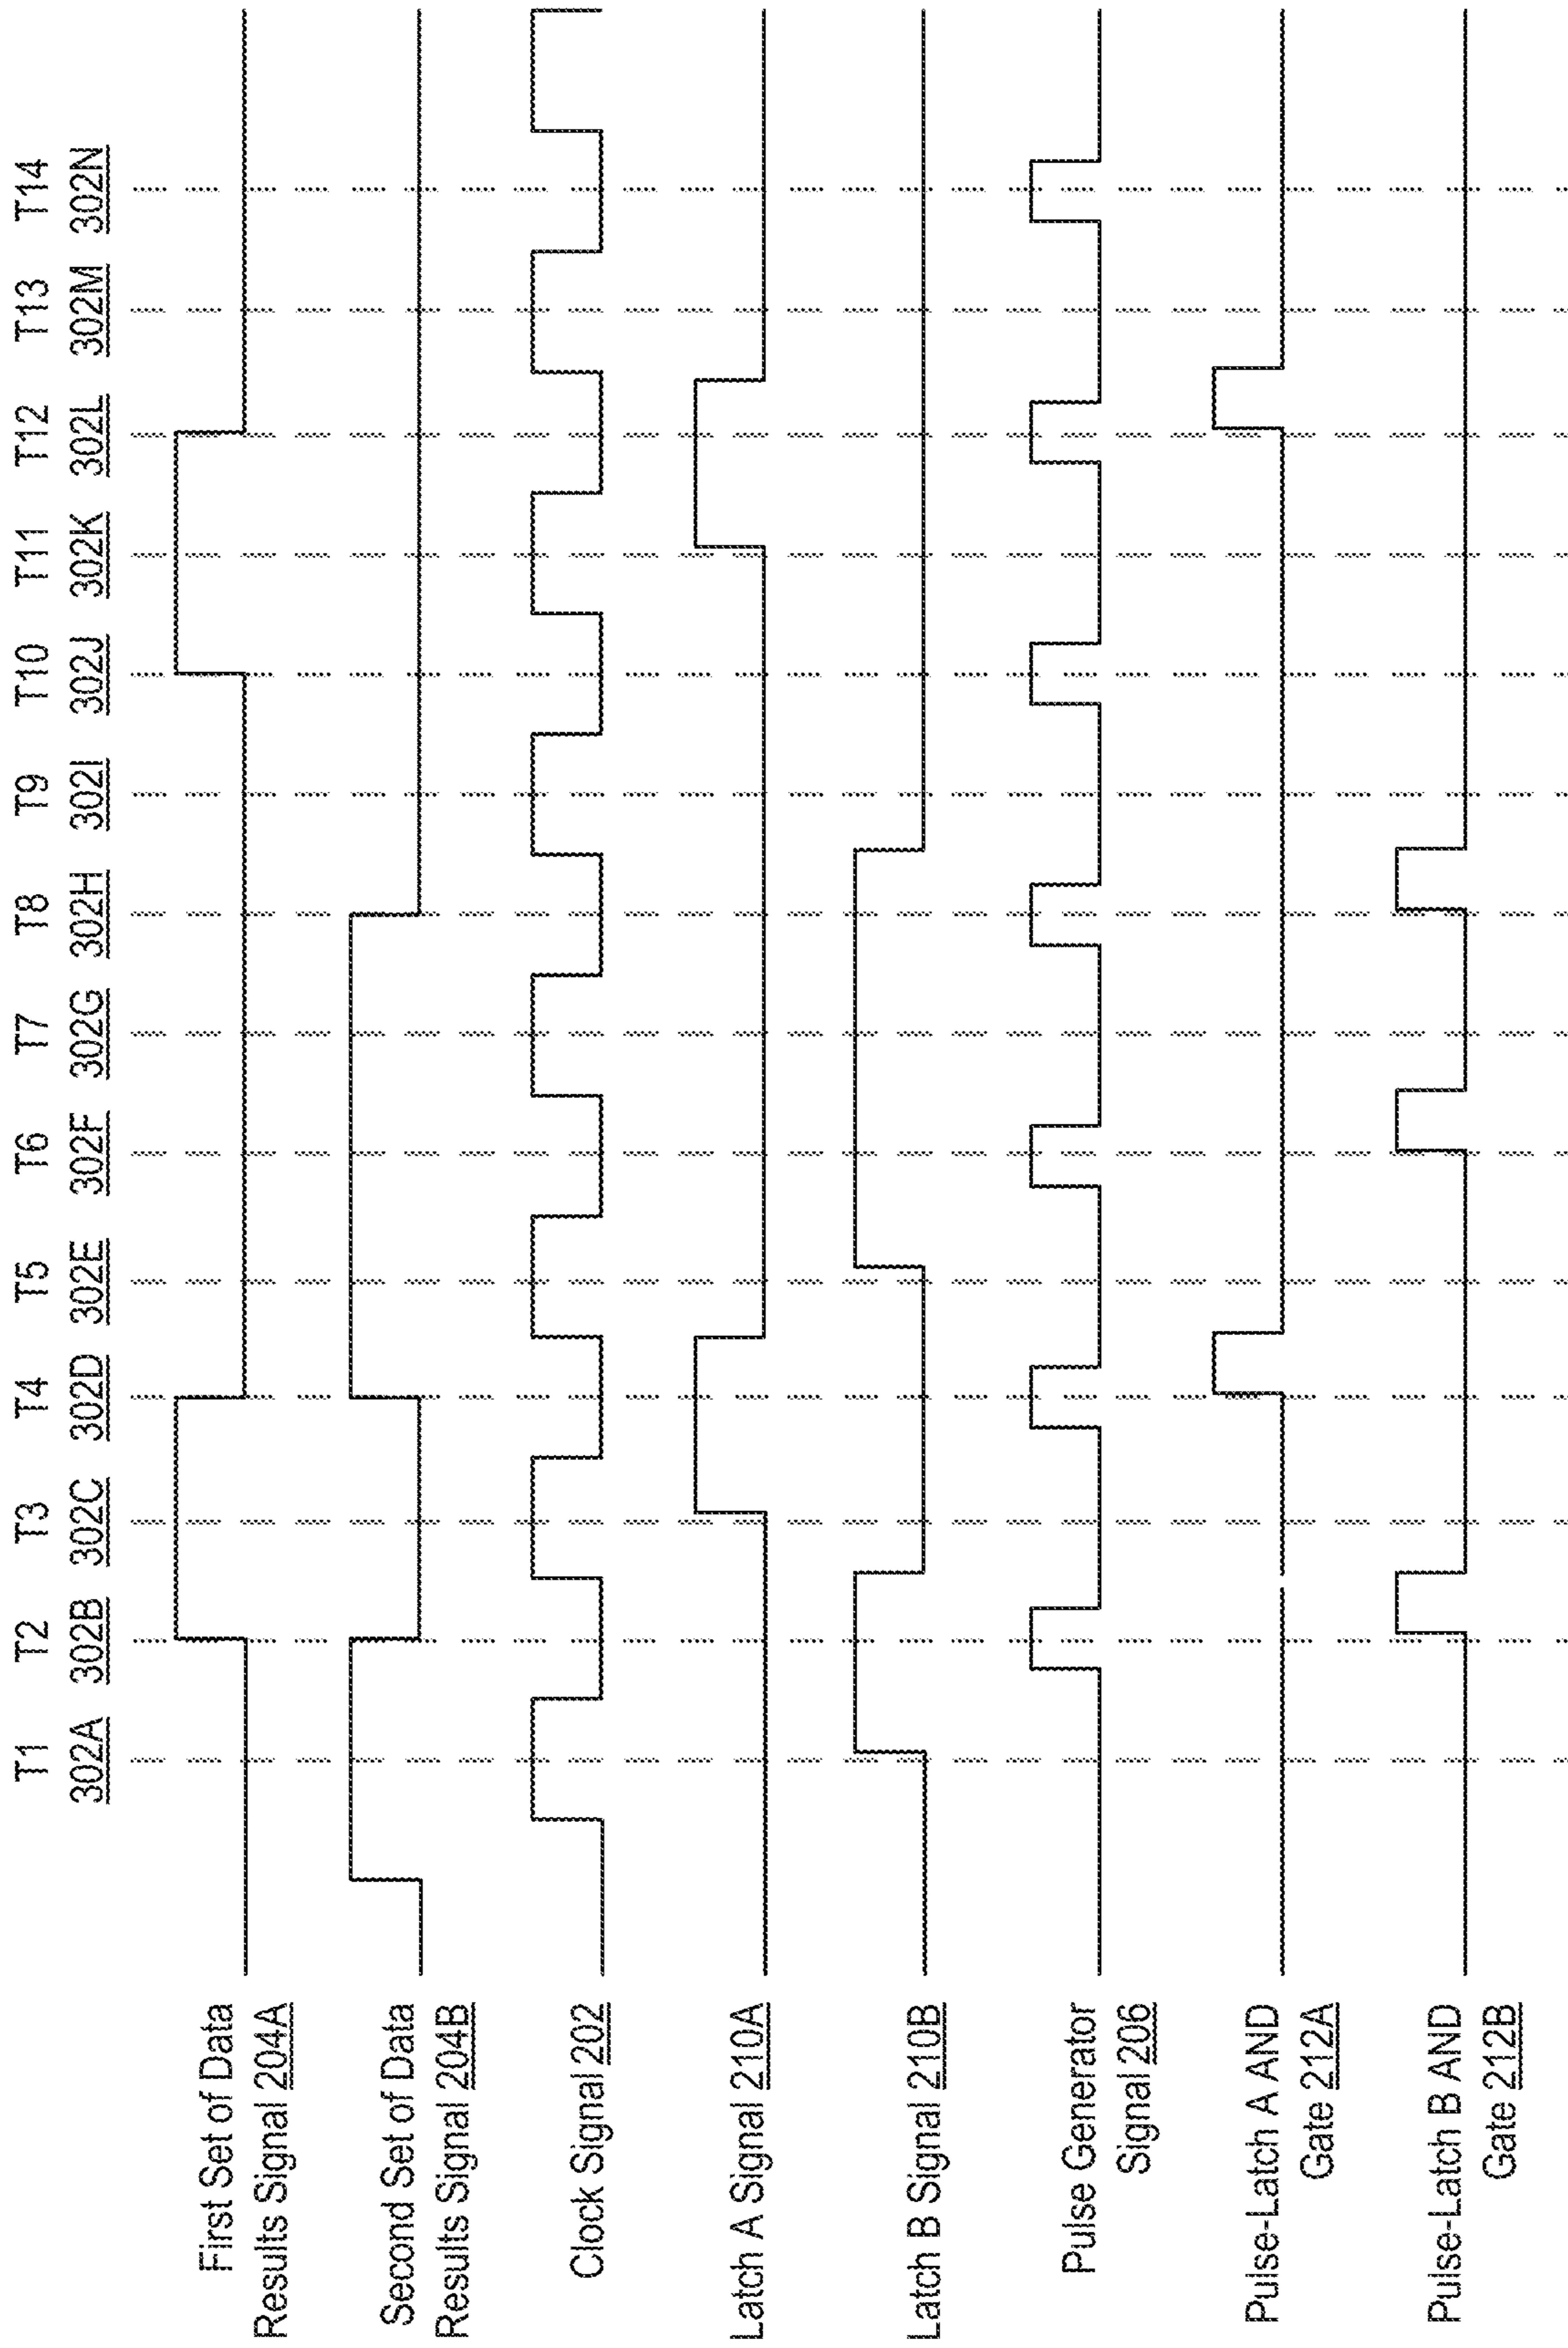 T1
T2
T3
T4
T5
T6
T7
T8
T9
T10
T11
T12
T13
T14
302A
302B
302C
302D
302E
302F
302G
302H
302I
302J
302K
302L
302M
302N
First Set of Data
Results Signal 204A
Second Set of Data
Results Signal 204B
Clock Signal 202
Latch A Signal 210A
Latch B Signal 210B
Pulse Generator
Signal 206
Pulse-Latch A AND
Gate 212A
Pulse-Latch B AND
Gate 212B